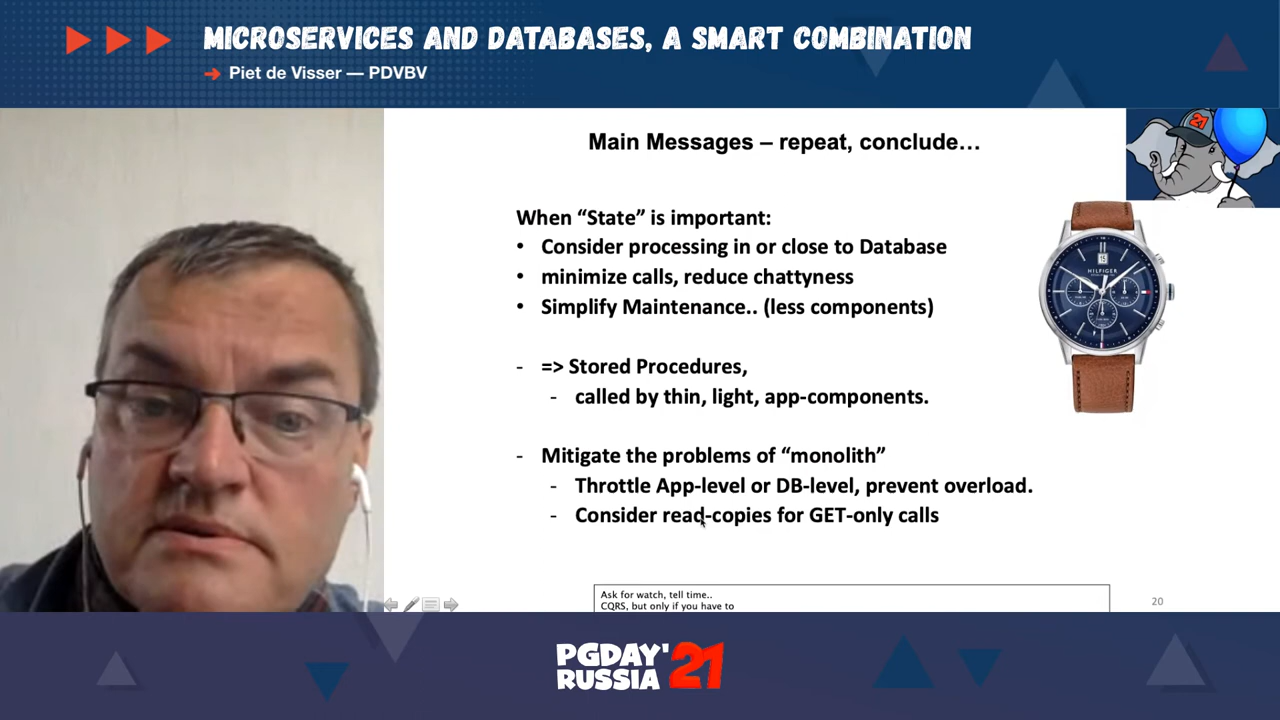 MICROSERVICES AND DATABASES, A SMART COMBINATION
Piet de Visser — PDVBV
Main Messages – repeat, conclude…
21
When “State” is important:
• Consider processing in or close to Database
• minimize calls, reduce chattyness
• Simplify Maintenance.. (less components)
HILFIGER
15
- => Stored Procedures,
- called by thin, light, app-components.
- Mitigate the problems of “monolith”
- Throttle App-level or DB-level, prevent overload.
- Consider read-copies for GET-only calls
Ask for watch, tell time..
CQRS, but only if you have to
20
PGDAY'21
RUSSIA